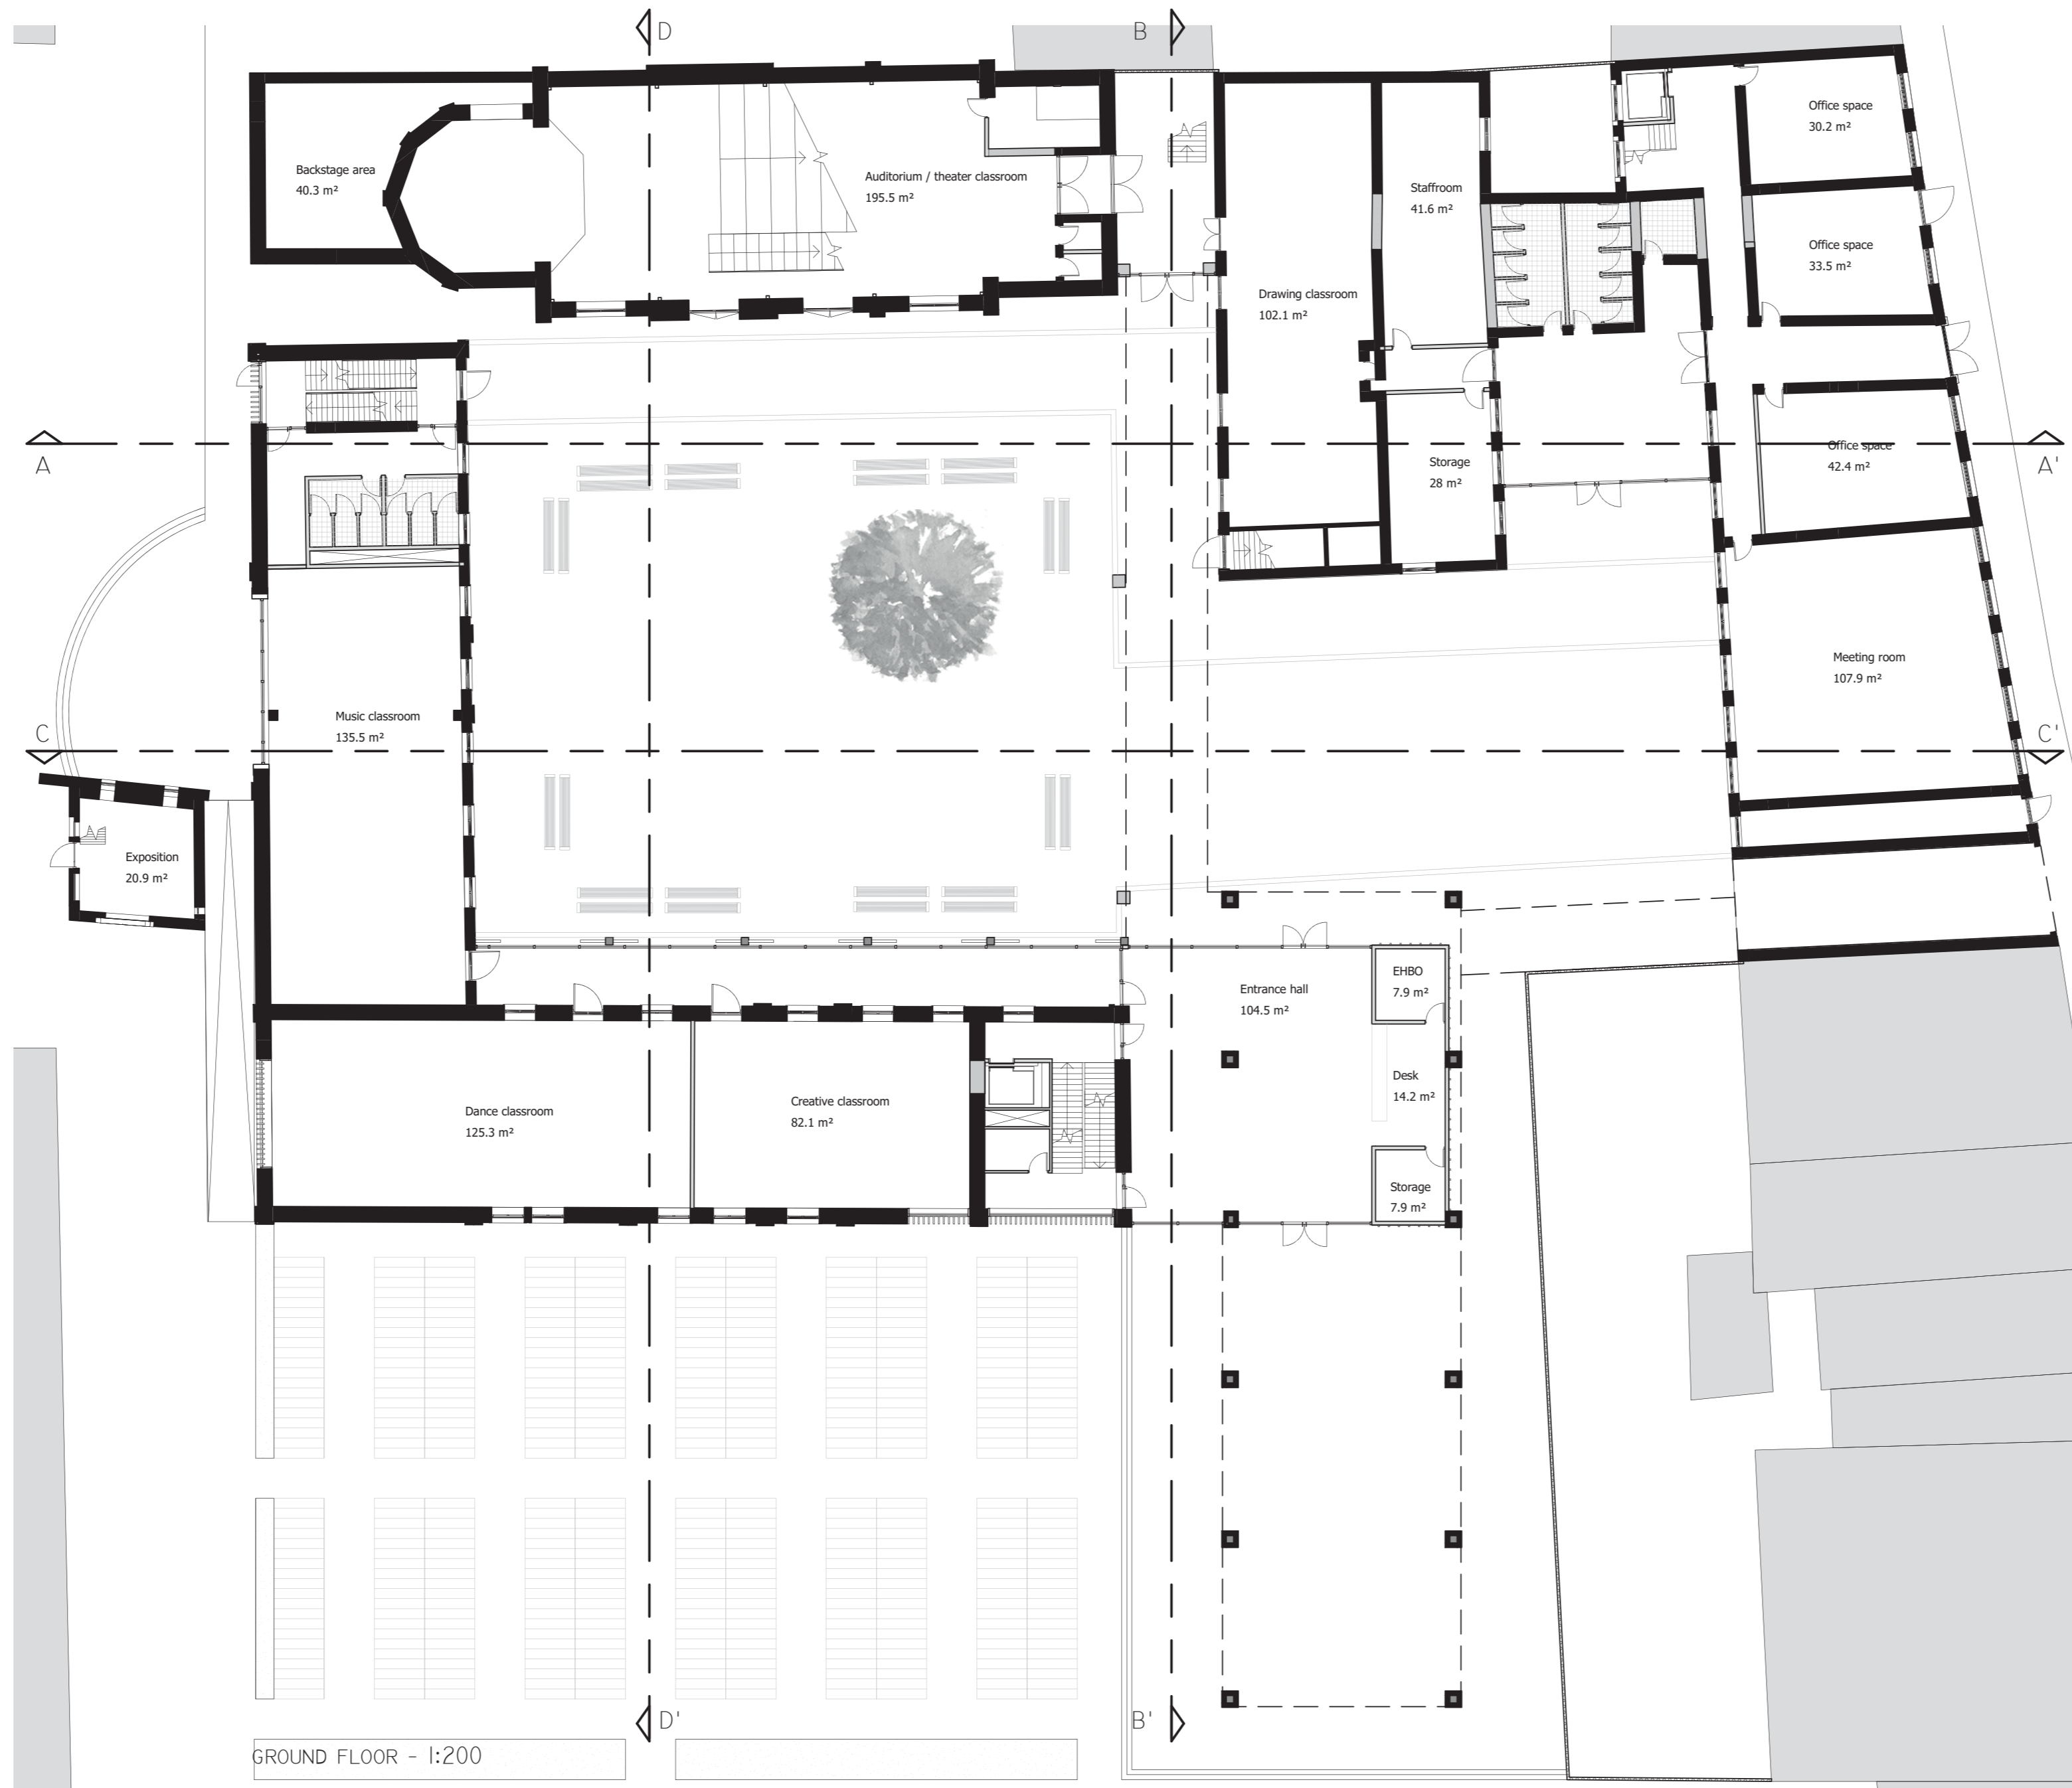 D
B
Office space
30.2 m²
Backstage area
40.3 m²
Auditorium / theater classroom
195.5 m²
Staffroom
41.6 m²
Office space
33.5 m²
Drawing classroom
102.1 m²
A
A'
Office space
42.4 m²
Storage
28 m²
Meeting room
107.9 m²
Music classroom
135.5 m²
C
C'
Exposition
20.9 m²
EHBO
7.9 m²
Entrance hall
104.5 m²
Desk
14.2 m²
Creative classroom
82.1 m²
Dance classroom
125.3 m²
Storage
7.9 m²
D'
B'
GROUND FLOOR - 1:200